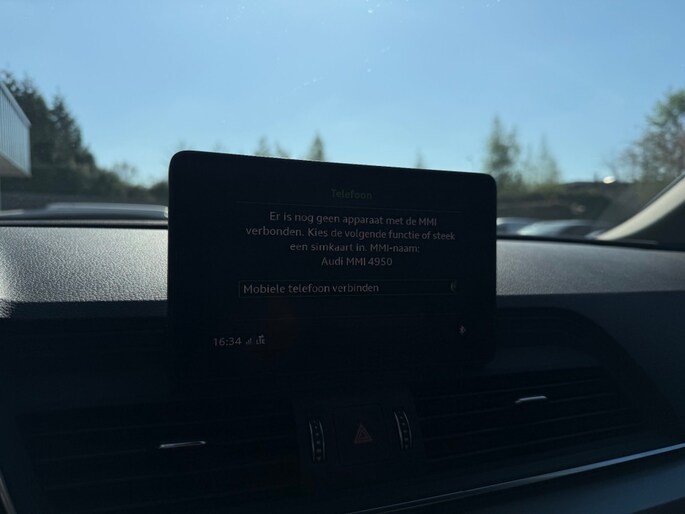 Telefoon
Er is nog geen apparaat met de MMI
verbonden. Kies de volgende functie of steek
een simkaart in. MMI-naam:
Audi MMI 4950
Mobiele telefoon verbinden
16:34 LTE